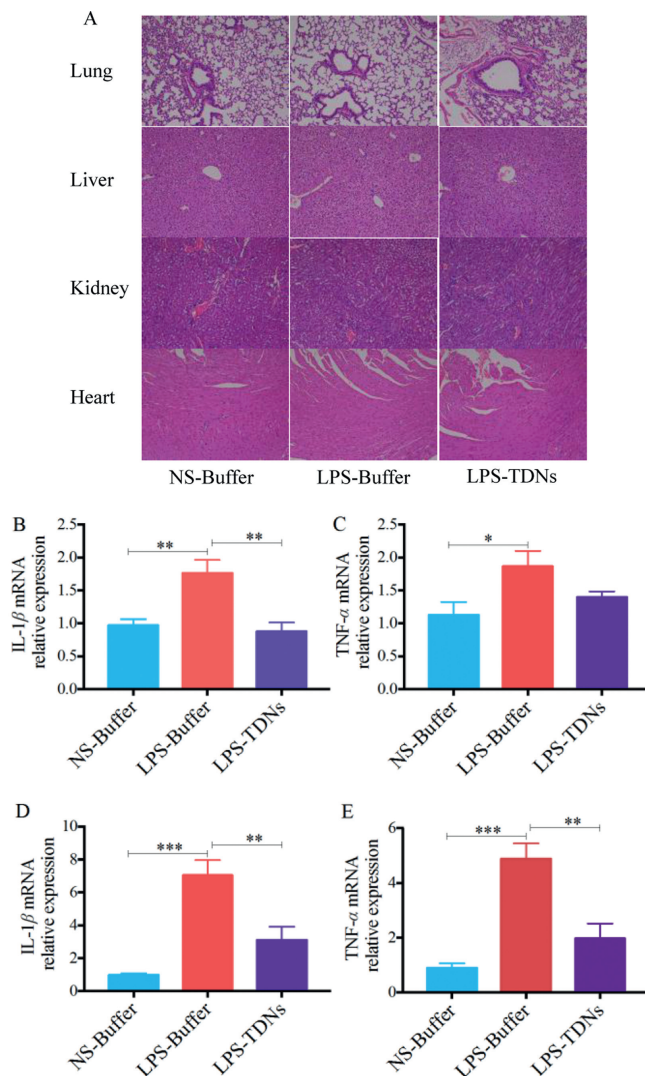 A
Lung
Liver
Kidney
Heart
NS-Buffer LPS-Buffer LPS-TDNs
B
IL-1β mRNA
relative expression
2.5
2.0
1.5
1.0
0.5
0.0
** **
NS-Buffer
LPS-Buffer
LPS-TDNs
C
TNF-α mRNA
relative expression
2.5
2.0
1.5
1.0
0.5
0.0
*
NS-Buffer
LPS-Buffer
LPS-TDNs
D
IL-1β mRNA
relative expression
10
8
6
4
2
0
*** **
NS-Buffer
LPS-Buffer
LPS-TDNs
E
TNF-α mRNA
relative expression
6
4
2
0
*** **
NS-Buffer
LPS-Buffer
LPS-TDNs